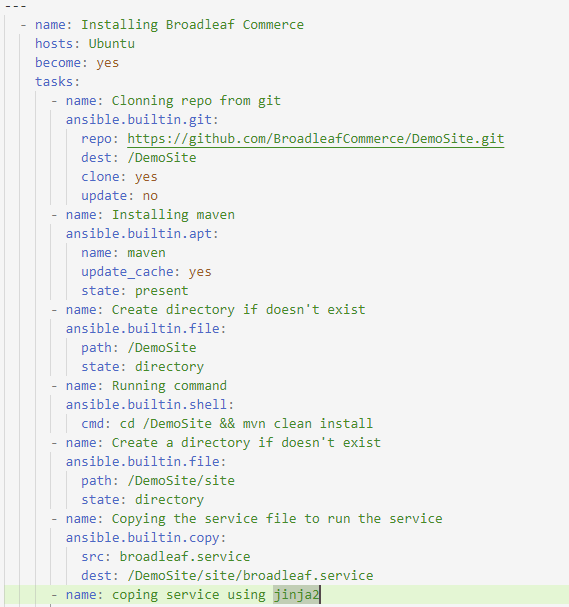 ---
- name: Installing Broadleaf Commerce
hosts: Ubuntu
become: yes
tasks:
- name: Clonning repo from git
ansible.builtin.git:
repo: https://github.com/BroadleafCommerce/DemoSite.git
dest: /DemoSite
clone: yes
update: no
- name: Installing maven
ansible.builtin.apt:
name: maven
update_cache: yes
state: present
- name: Create directory if doesn't exist
ansible.builtin.file:
path: /DemoSite
state: directory
- name: Running command
ansible.builtin.shell:
cmd: cd /DemoSite && mvn clean install
- name: Create a directory if doesn't exist
ansible.builtin.file:
path: /DemoSite/site
state: directory
- name: Copying the service file to run the service
ansible.builtin.copy:
src: broadleaf.service
dest: /DemoSite/site/broadleaf.service
- name: coping service using jinja2